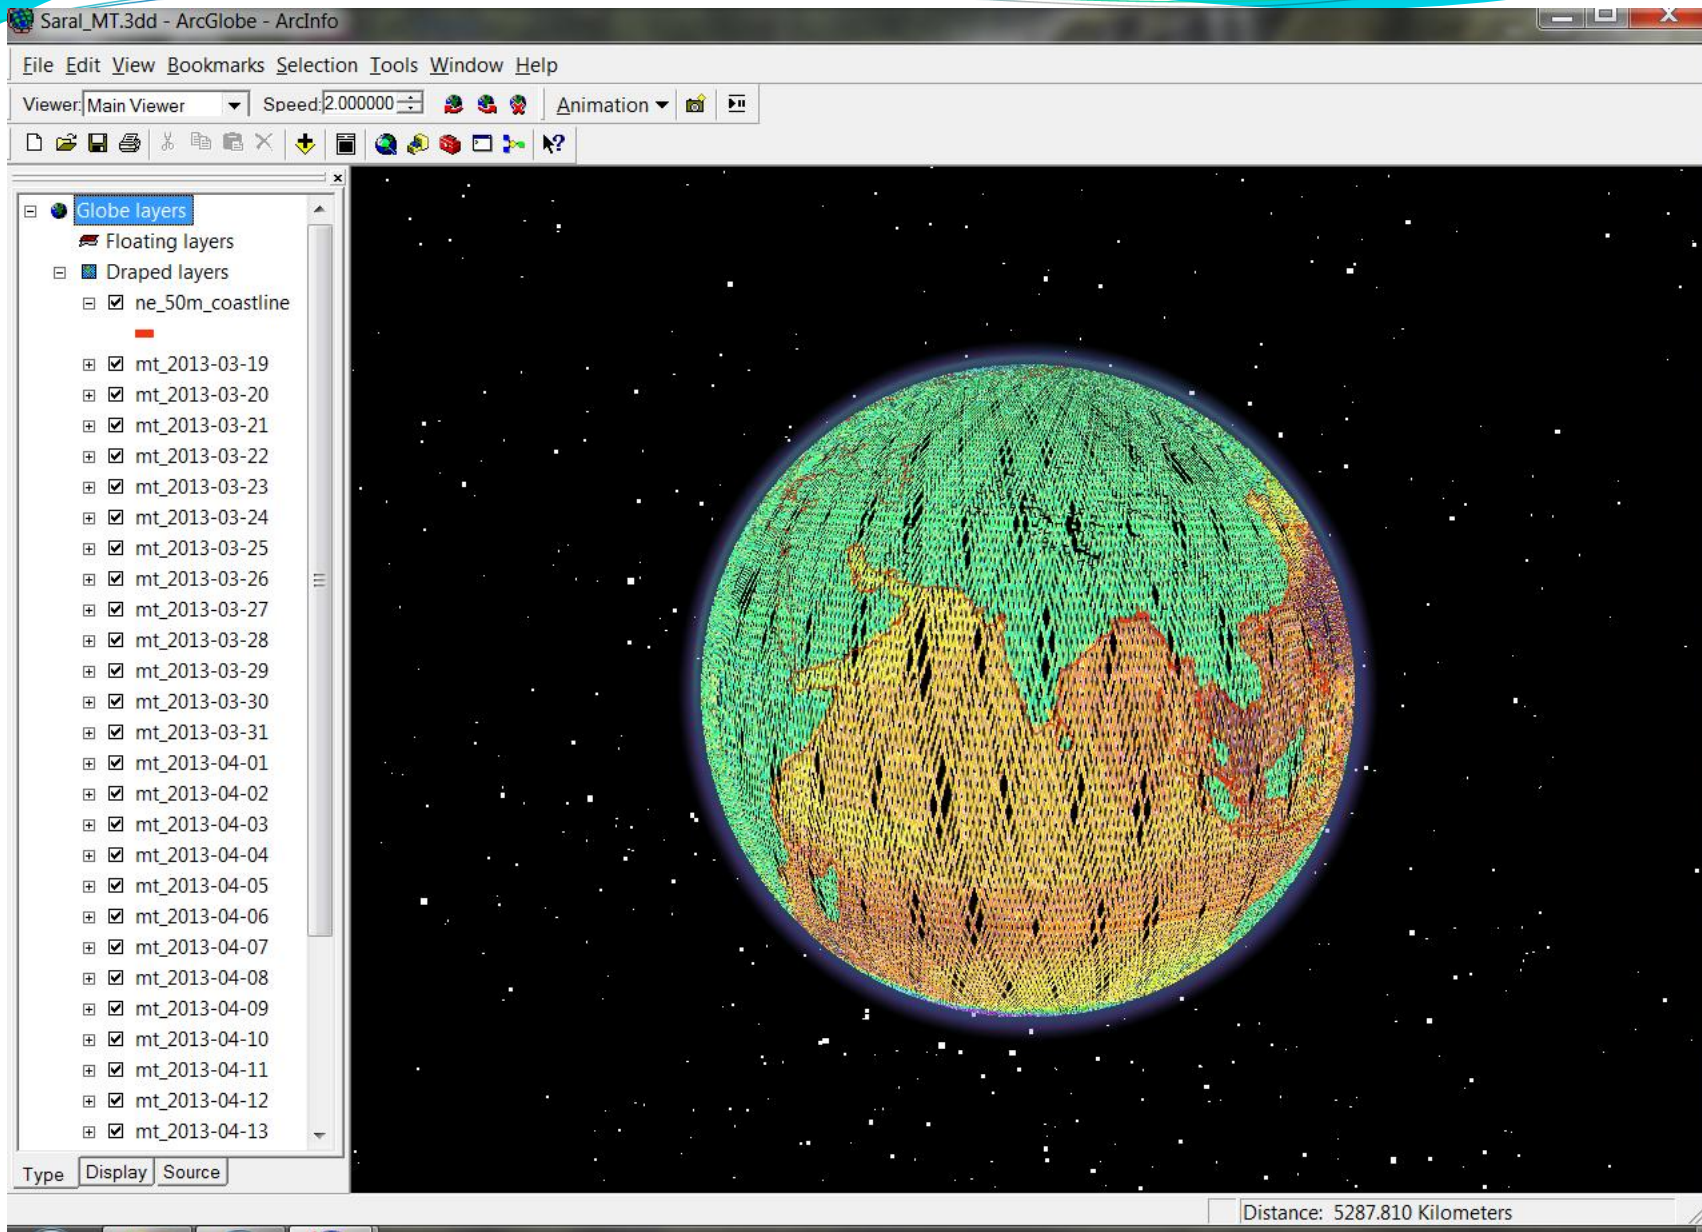 Saral_MT.3dd - ArcGlobe - ArcInfo
File Edit View Bookmarks Selection Tools Window Help
Viewer: Main Viewer Speed: 2.000000 Animation
Globe layers
Floating layers
Draped layers
ne_50m_coastline
mt_2013-03-19
mt_2013-03-20
mt_2013-03-21
mt_2013-03-22
mt_2013-03-23
mt_2013-03-24
mt_2013-03-25
mt_2013-03-26
mt_2013-03-27
mt_2013-03-28
mt_2013-03-29
mt_2013-03-30
mt_2013-03-31
mt_2013-04-01
mt_2013-04-02
mt_2013-04-03
mt_2013-04-04
mt_2013-04-05
mt_2013-04-06
mt_2013-04-07
mt_2013-04-08
mt_2013-04-09
mt_2013-04-10
mt_2013-04-11
mt_2013-04-12
mt_2013-04-13
Type Display Source
Distance: 5287.810 Kilometers